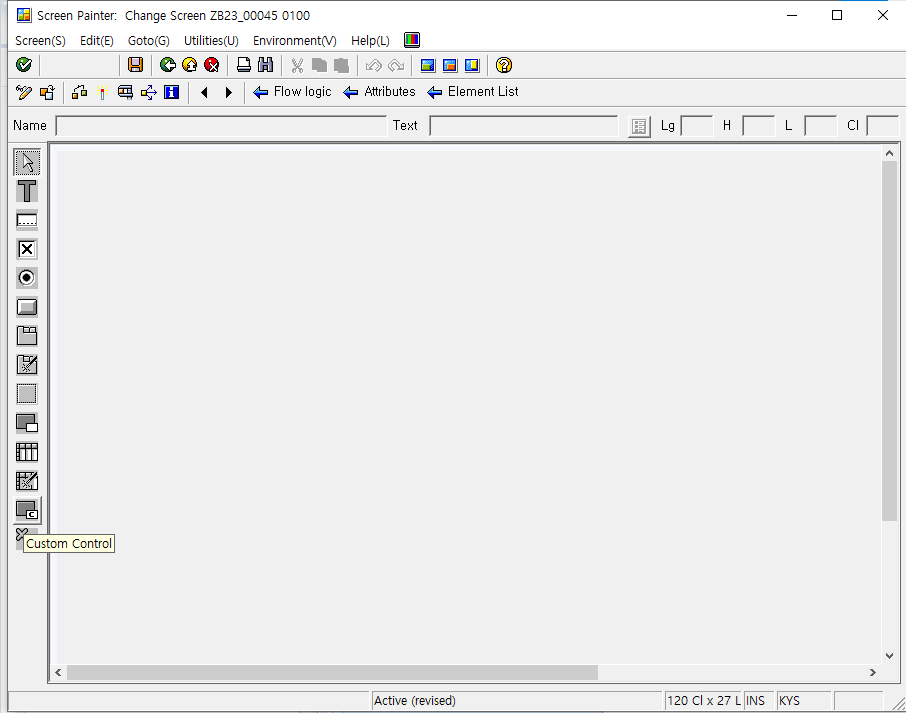 Screen Painter: Change Screen ZB23_00045 0100
Screen(S) Edit(E) Goto(G) Utilities(U) Environment(V) Help(L)
Flow logic Attributes Element List
Name Text Lg H L Cl
T
Custom Control
Active (revised) 120 Cl x 27 L INS KYS